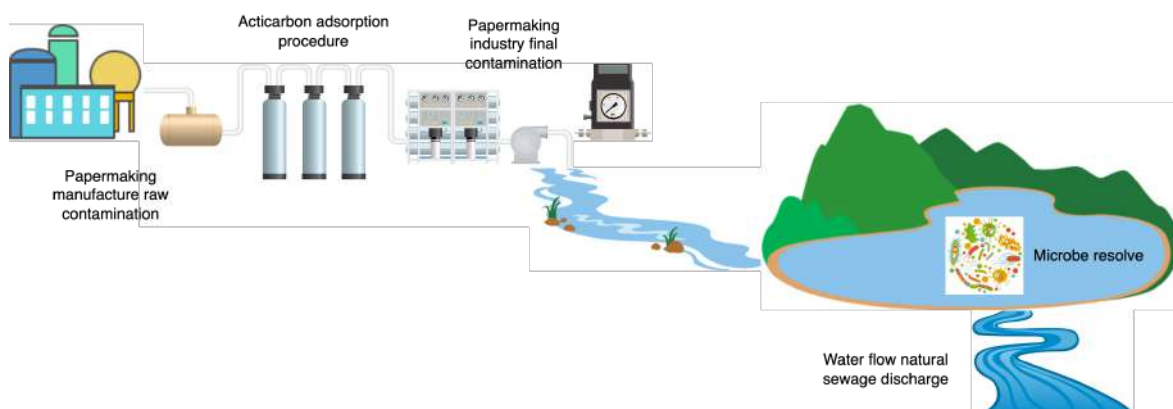 Acticarbon adsorption
procedure
Papermaking
industry final
contamination
Papermaking
manufacture raw
contamination
Microbe resolve
Water flow natural
sewage discharge